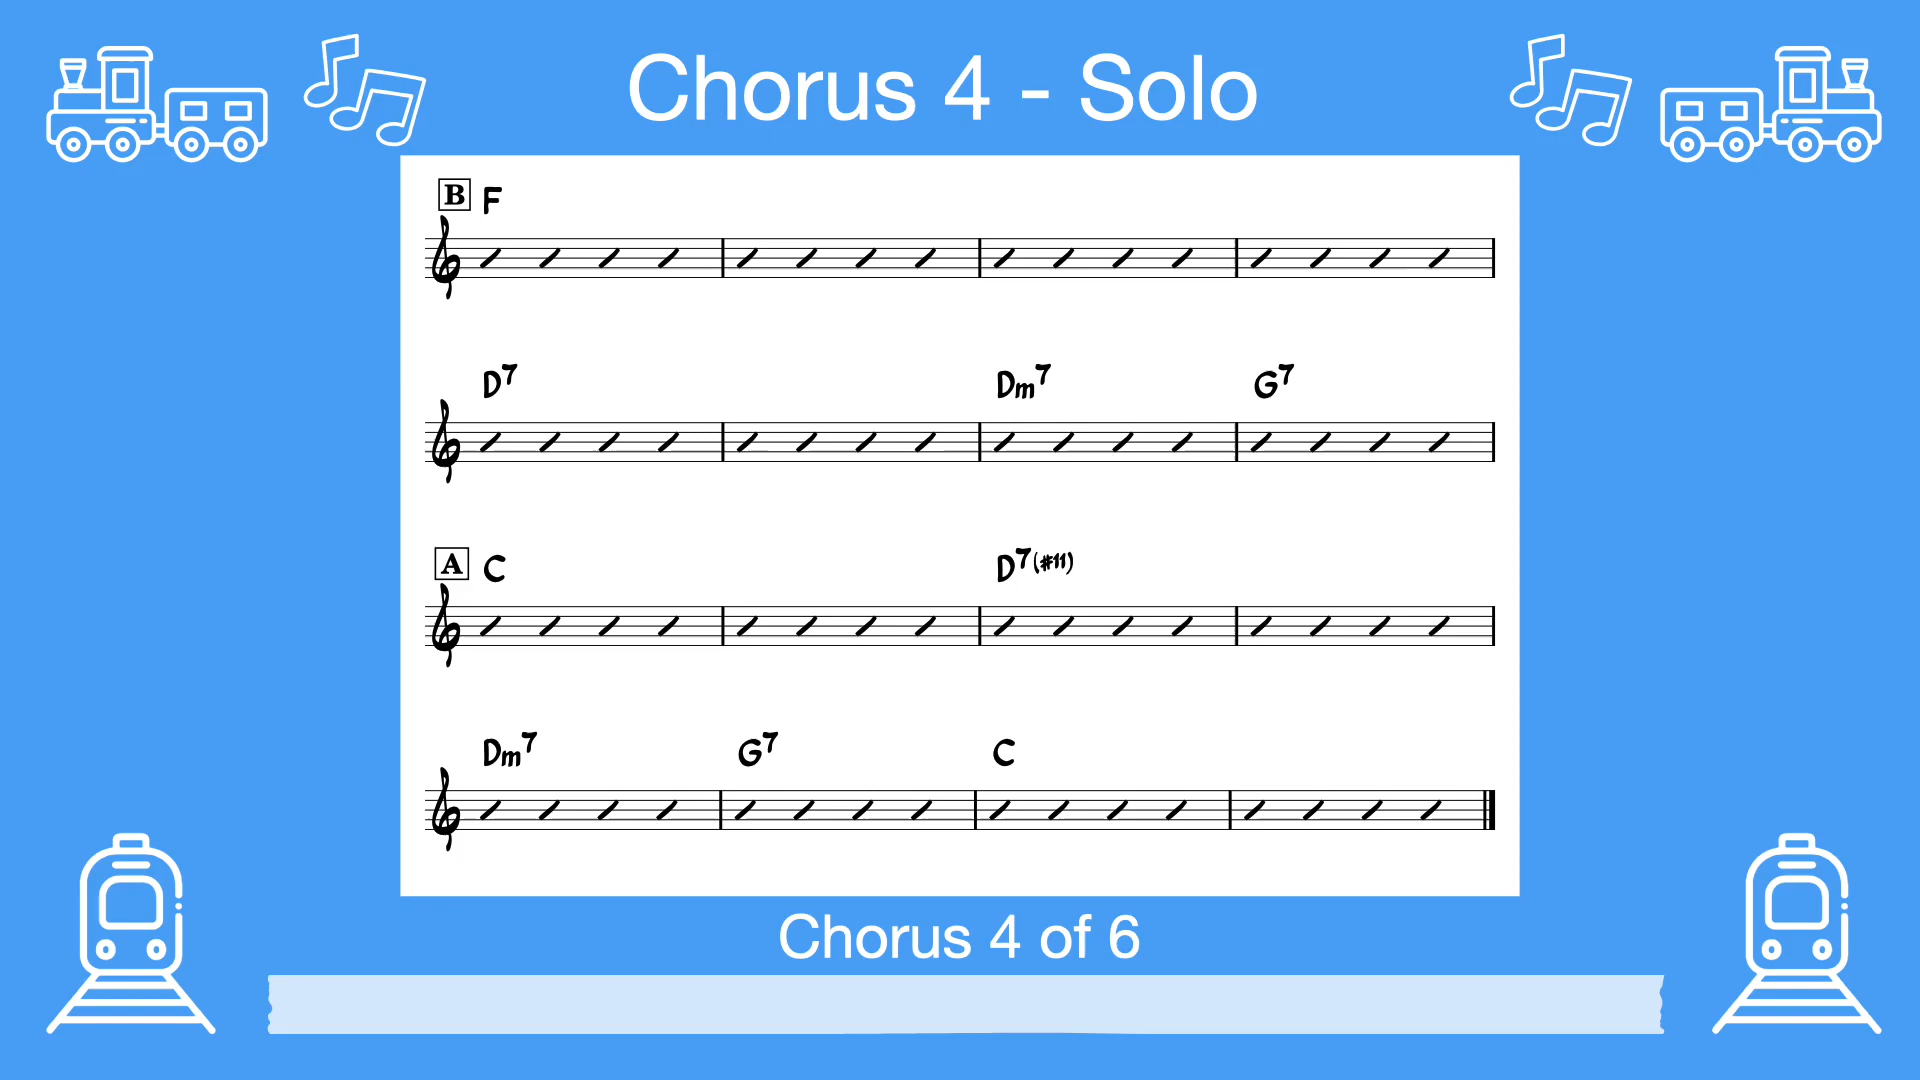 Chorus 4 - Solo
B F
D7 Dm7 G7
A C D7(#11)
Dm7 G7 C
Chorus 4 of 6